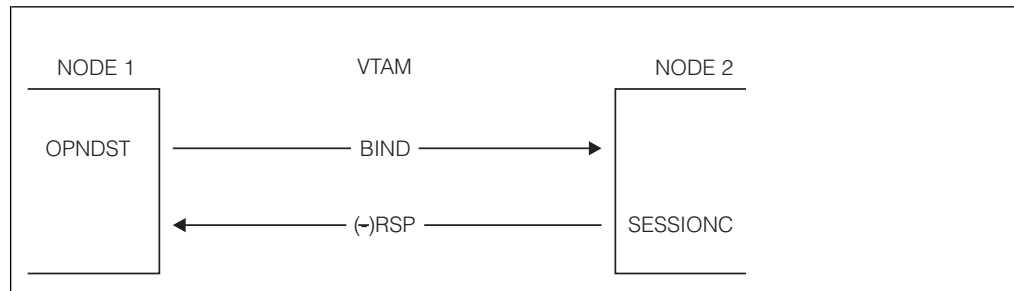 NODE 1 VTAM NODE 2
OPNDST BIND
(-)RSP SESSIONC